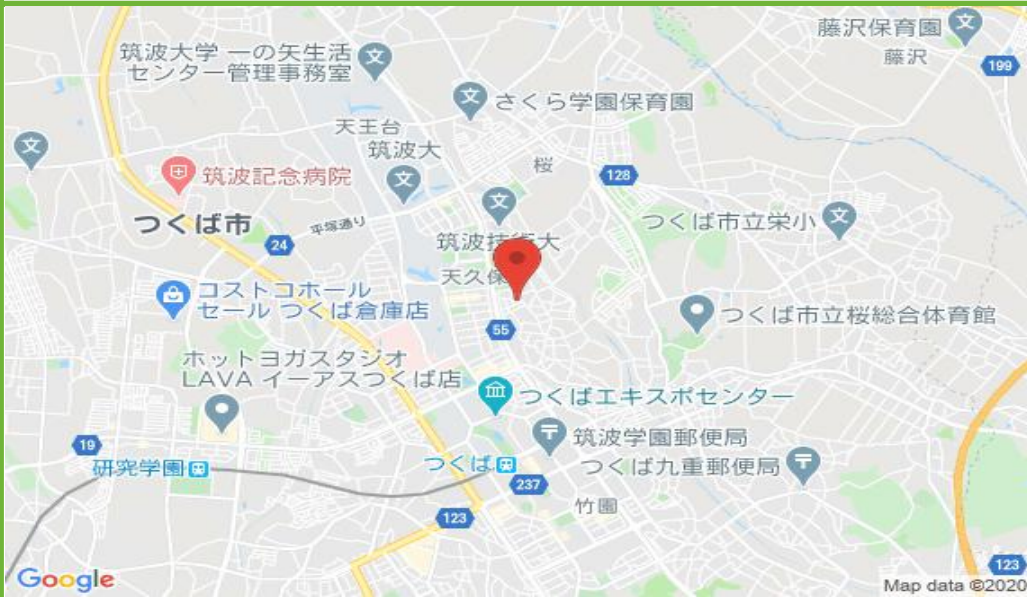 藤沢保育園
藤沢
199
筑波大学 一の矢生活
センター管理事務室
さくら学園保育園
天王台
筑波大
桜
128
筑波記念病院
つくば市
平塚通り
24
つくば市立栄小
筑波技術大
天久保
コストコホール
セール つくば倉庫店
55
つくば市立桜総合体育館
ホットヨガスタジオ
LAVA イーアスつくば店
つくばエキスポセンター
19
筑波学園郵便局
研究学園
つくば
つくば九重郵便局
237
竹園
123
123
Google
Map data ©2020